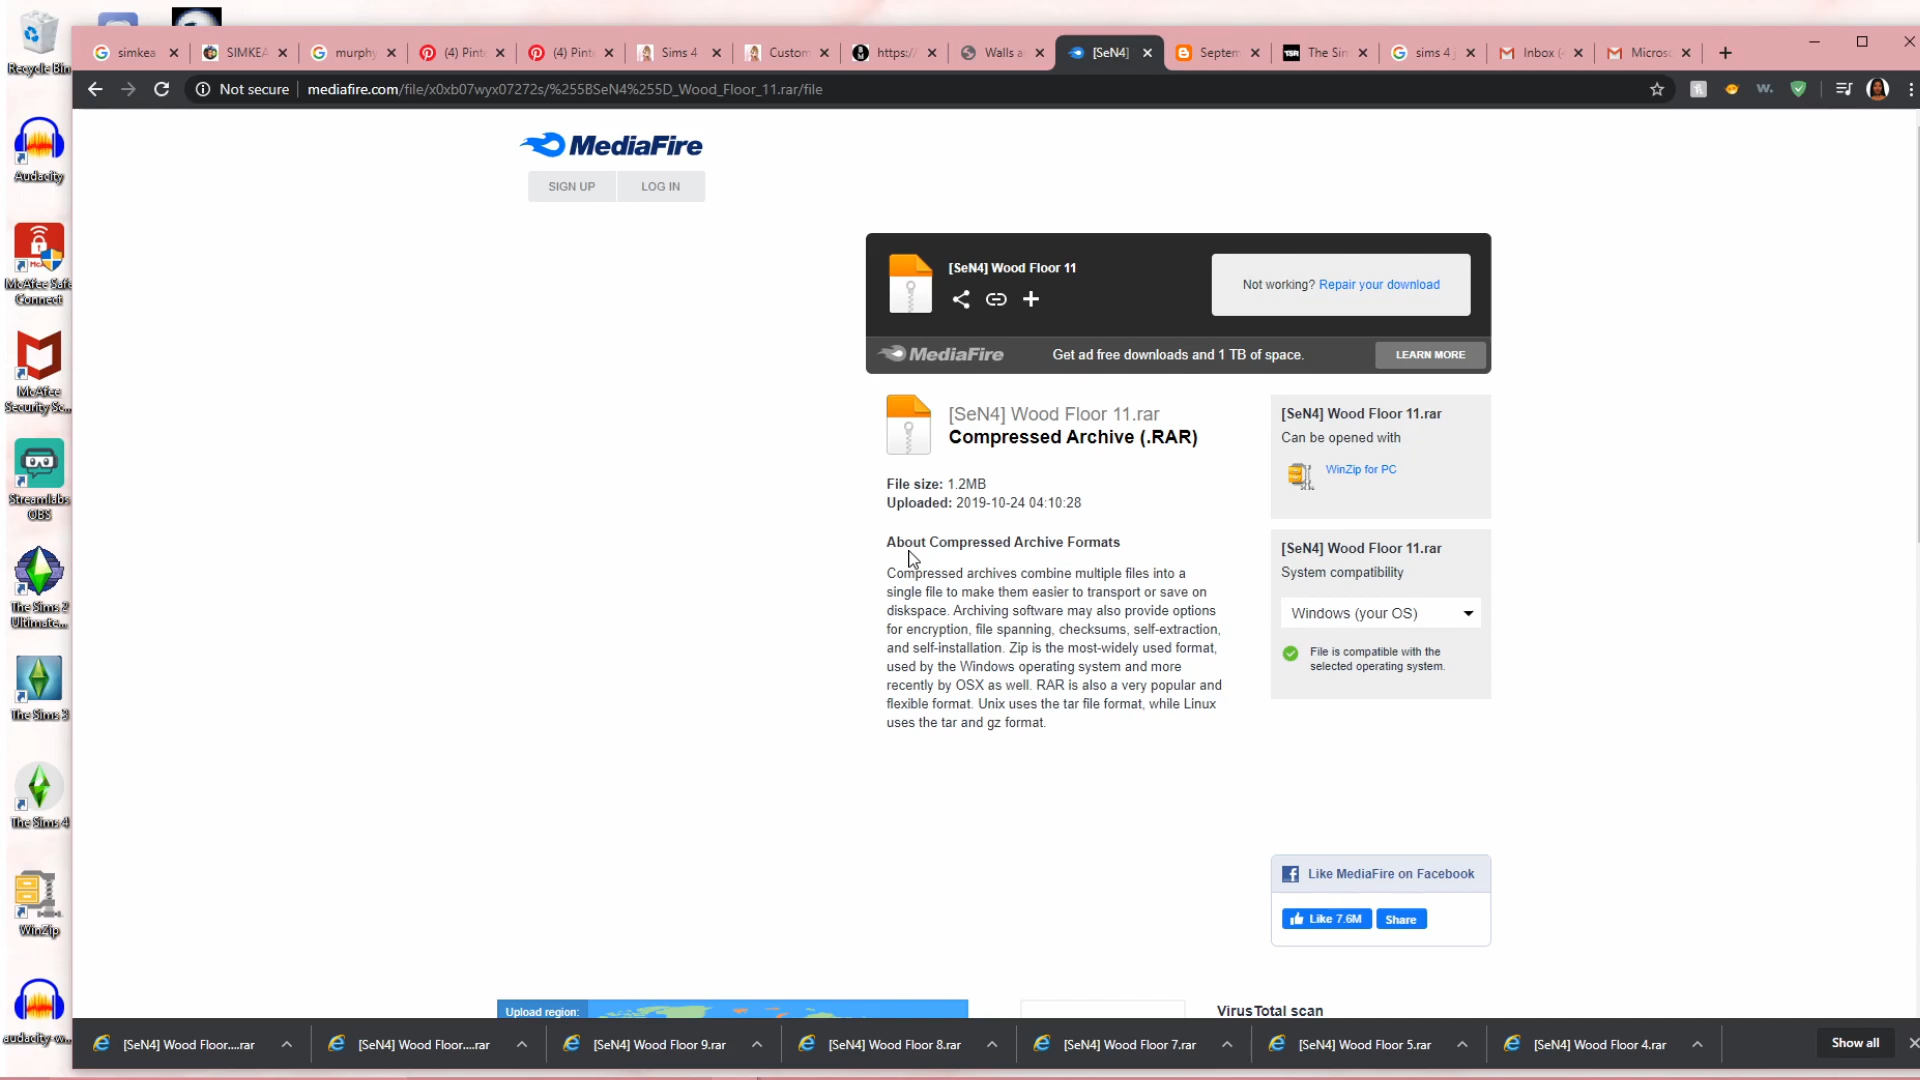 simkea
SIMKEA
murphy
(4) Pint
(4) Pint
Sims 4
Custom
https://
Walls a
[SeN4]
Septem
TSR
The Sim
sims 4 j
Inbox (4
Microso
Not secure
mediafire.com/file/x0xb07wyx07272s/%255BSeN4%255D_Wood_Floor_11.rar/file
W.
Recycle Bin
Audacity
McAfee Safe
Connect
McAfee
Security Sc...
Streamlabs
OBS
The Sims 2
Ultimate...
The Sims 3
The Sims 4
WinZip
audacity-w...
MediaFire
SIGN UP
LOG IN
[SeN4] Wood Floor 11
Not working? Repair your download
MediaFire
Get ad free downloads and 1 TB of space.
LEARN MORE
[SeN4] Wood Floor 11.rar
Compressed Archive (.RAR)
File size: 1.2MB
Uploaded: 2019-10-24 04:10:28
About Compressed Archive Formats
Compressed archives combine multiple files into a
single file to make them easier to transport or save on
diskspace. Archiving software may also provide options
for encryption, file spanning, checksums, self-extraction,
and self-installation. Zip is the most-widely used format,
used by the Windows operating system and more
recently by OSX as well. RAR is also a very popular and
flexible format. Unix uses the tar file format, while Linux
uses the tar and gz format.
[SeN4] Wood Floor 11.rar
Can be opened with
WinZip for PC
[SeN4] Wood Floor 11.rar
System compatibility
Windows (your OS)
File is compatible with the
selected operating system.
Like MediaFire on Facebook
Like 7.6M
Share
Upload region:
VirusTotal scan
[SeN4] Wood Floor....rar
[SeN4] Wood Floor....rar
[SeN4] Wood Floor 9.rar
[SeN4] Wood Floor 8.rar
[SeN4] Wood Floor 7.rar
[SeN4] Wood Floor 5.rar
[SeN4] Wood Floor 4.rar
Show all